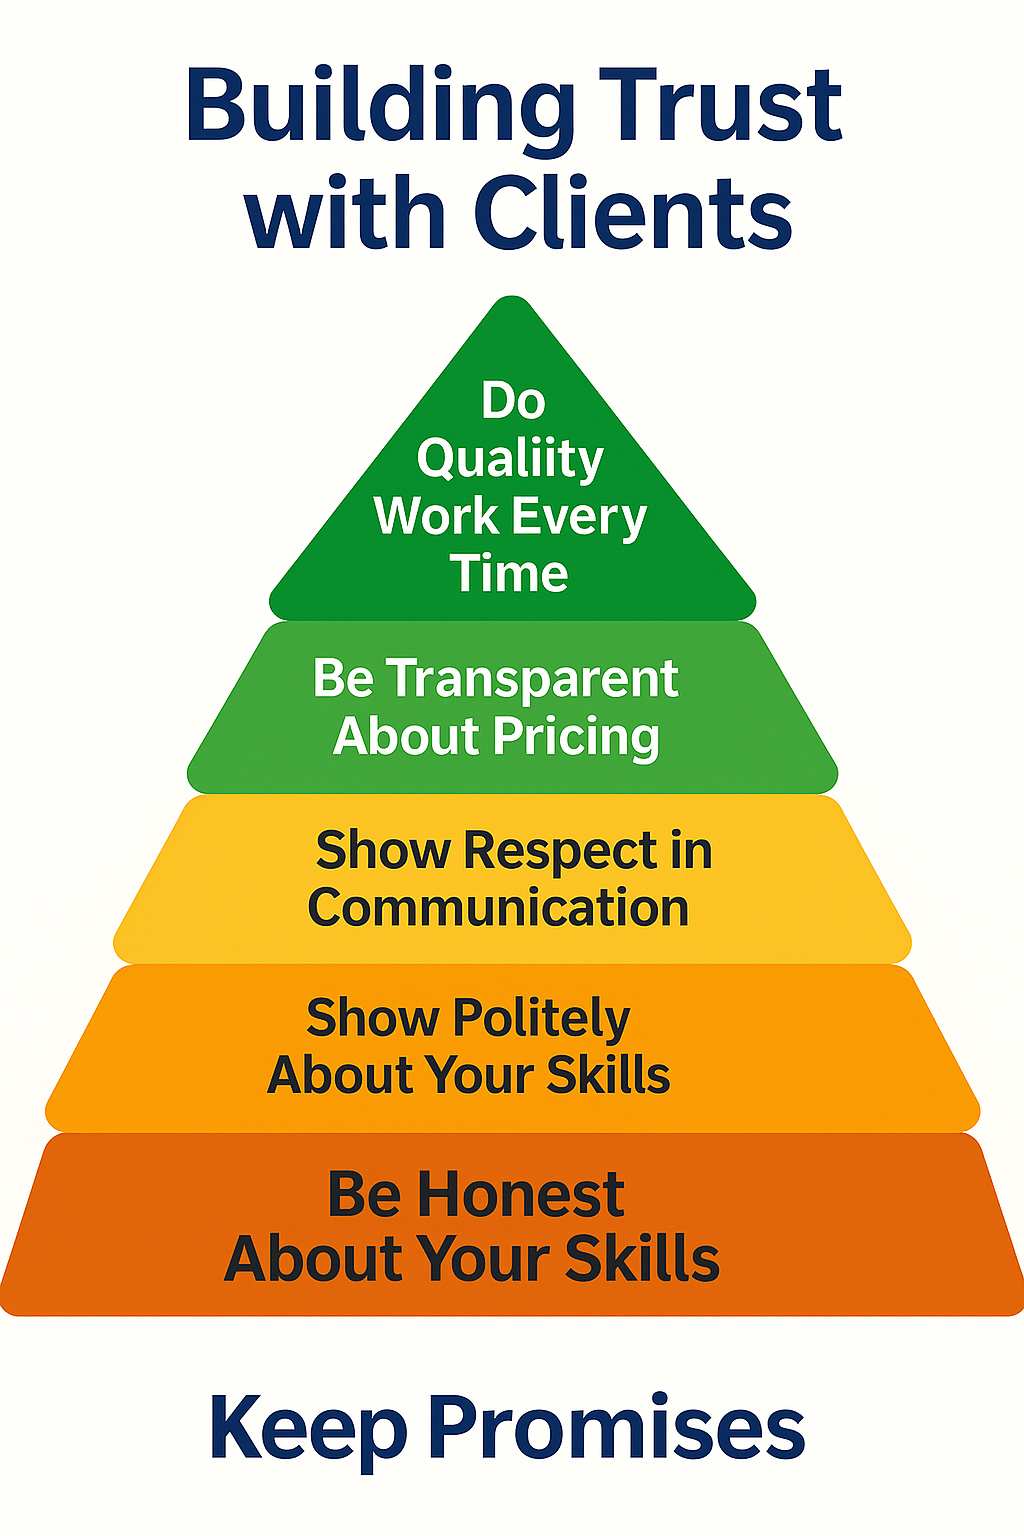 Building Trust
with Clients
Do
Qualiity
Work Every
Time
Be Transparent
About Pricing
Show Respect in
Communication
Show Politely
About Your Skills
Be Honest
About Your Skills
Keep Promises